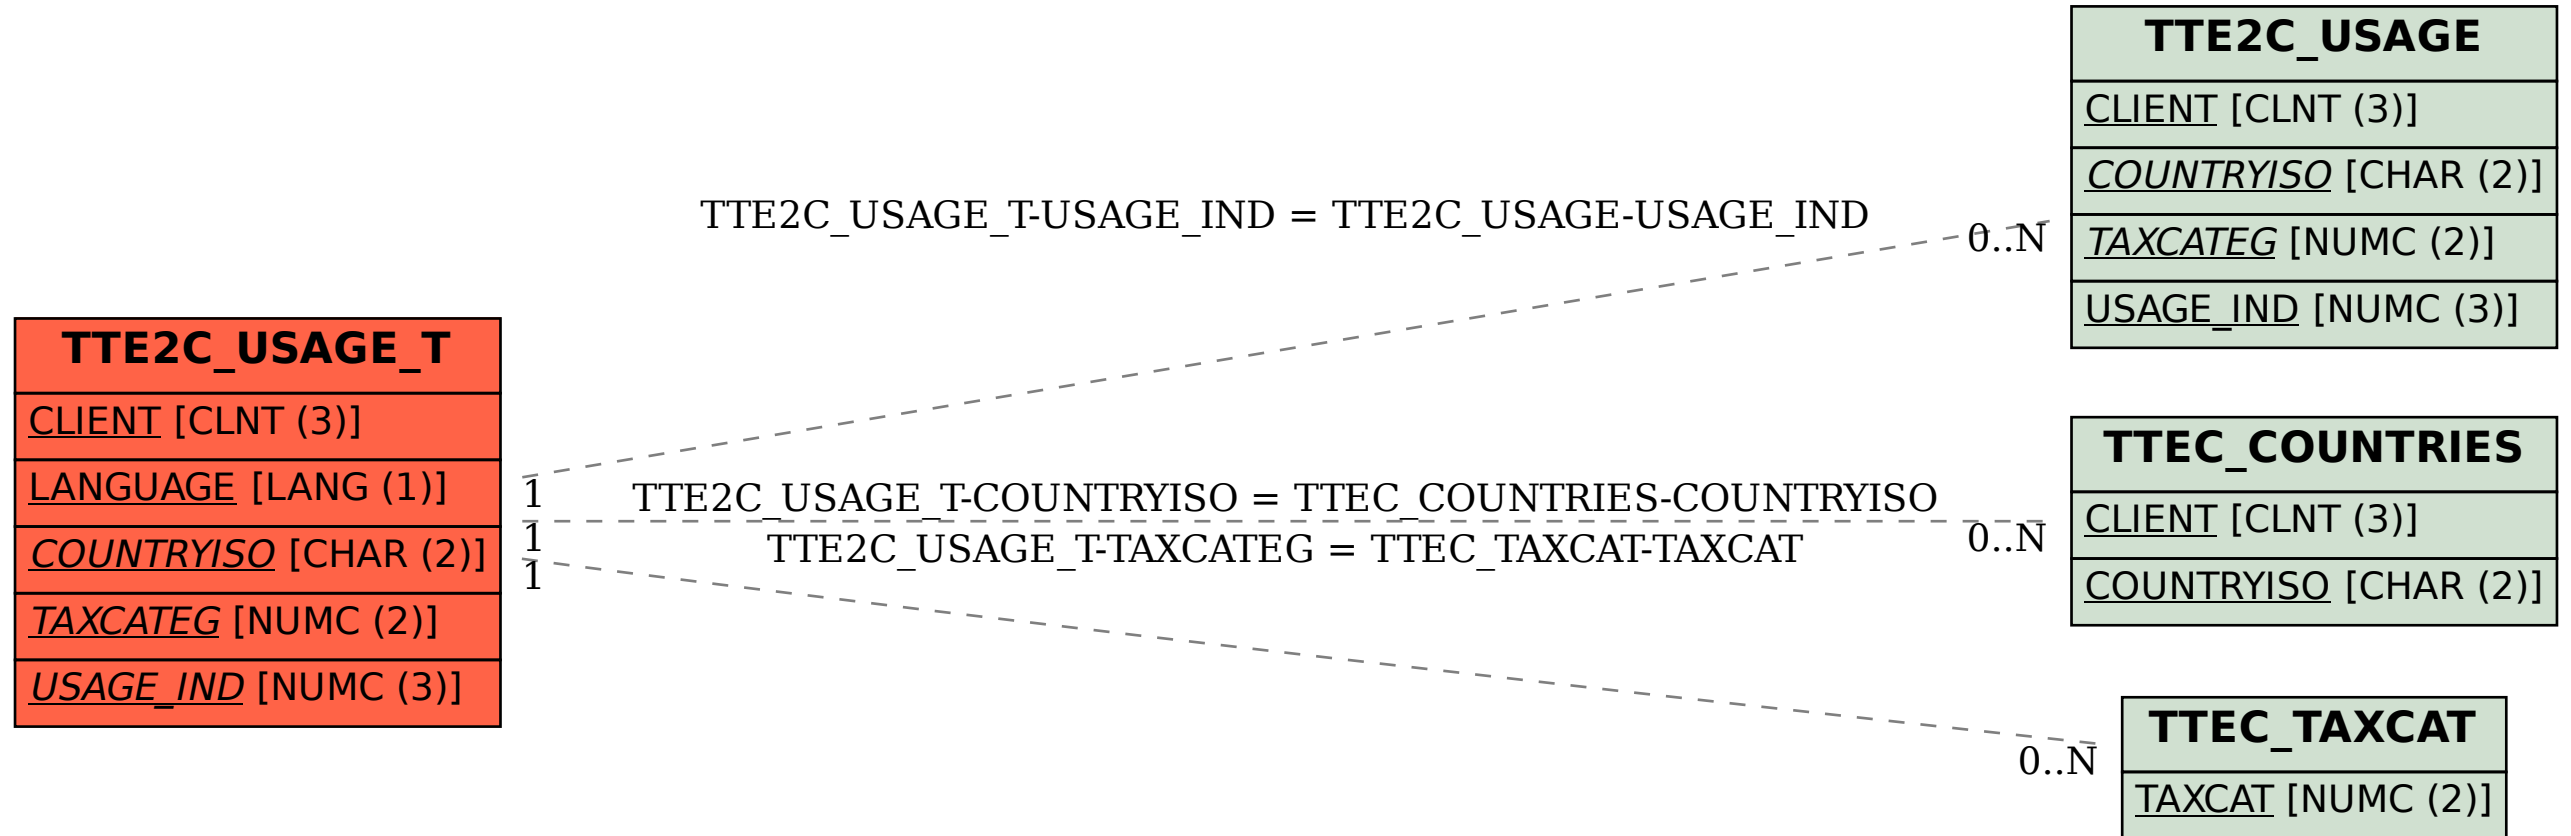 TTE2C_USAGE_T
CLIENT [CLNT (3)]
LANGUAGE [LANG (1)]
COUNTRYISO [CHAR (2)]
TAXCATEG [NUMC (2)]
USAGE_IND [NUMC (3)]
TTE2C_USAGE_T-USAGE_IND = TTE2C_USAGE-USAGE_IND
1
0..N
TTE2C_USAGE_T-COUNTRYISO = TTEC_COUNTRIES-COUNTRYISO
1
0..N
TTE2C_USAGE_T-TAXCATEG = TTEC_TAXCAT-TAXCAT
1
0..N
TTE2C_USAGE
CLIENT [CLNT (3)]
COUNTRYISO [CHAR (2)]
TAXCATEG [NUMC (2)]
USAGE_IND [NUMC (3)]
TTEC_COUNTRIES
CLIENT [CLNT (3)]
COUNTRYISO [CHAR (2)]
TTEC_TAXCAT
TAXCAT [NUMC (2)]